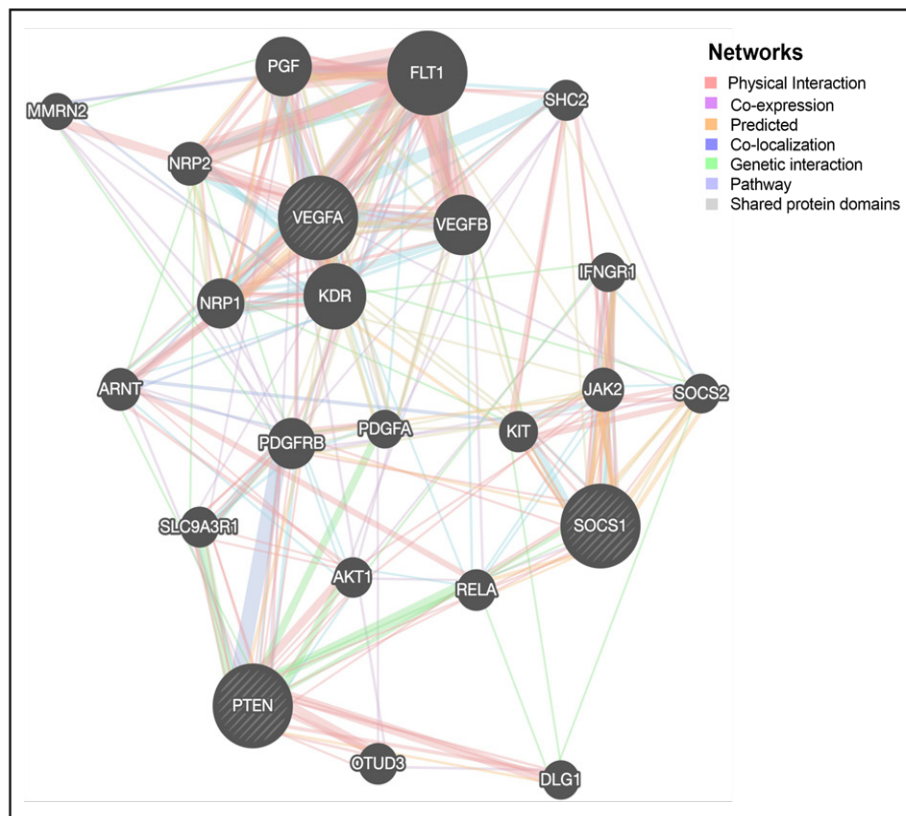 PGF
FLT1
MMRN2
SHC2
NRP2
VEGFA
VEGFB
NRP1
KDR
IFNGR1
ARNT
JAK2
SOCS2
PDGFRB
PDGFA
KIT
SLC9A3R1
SOCS1
AKT1
RELA
PTEN
OTUD3
DLG1
Networks
Physical Interaction
Co-expression
Predicted
Co-localization
Genetic interaction
Pathway
Shared protein domains